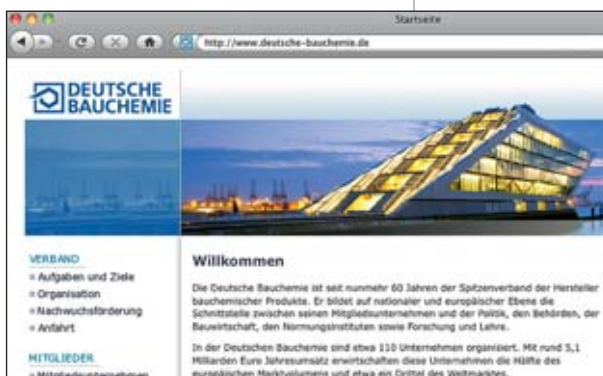 Startseite
http://www.deutsche-bauchemie.de
DEUTSCHE
BAUCHEMIE
VERBAND
Aufgaben und Ziele
Organisation
Nachwuchsförderung
Anfahrt
MITGLIEDER
Mitgliedsunternehmen
Willkommen
Die Deutsche Bauchemie ist seit nunmehr 60 Jahren der Spitzenverband der Hersteller
bauchemischer Produkte. Er bildet auf nationaler und europäischer Ebene die
Schnittstelle zwischen seinen Mitgliedsunternehmen und der Politik, den Behörden, der
Bauwirtschaft, den Normungsinstituten sowie Forschung und Lehre.
In der Deutschen Bauchemie sind etwa 110 Unternehmen organisiert. Mit rund 5,1
Milliarden Euro Jahresumsatz erwirtschaften diese Unternehmen die Hälfte des
europäischen Marktvolumens und etwa ein Drittel des Weltmarktes.